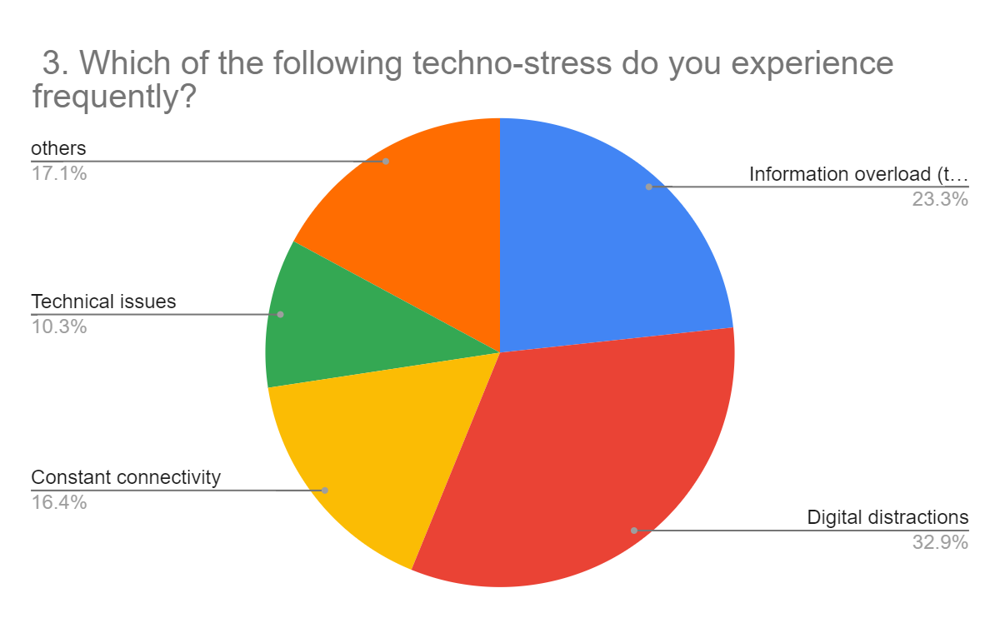 3. Which of the following techno-stress do you experience
frequently?
others
17.1%
Information overload (t…
23.3%
Technical issues
10.3%
Constant connectivity
16.4%
Digital distractions
32.9%